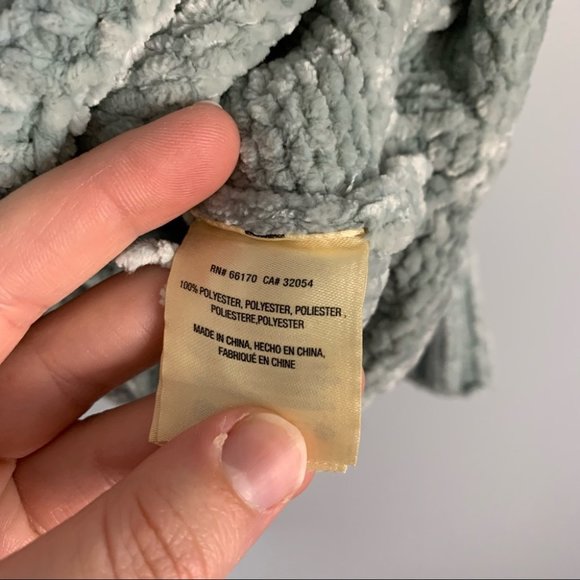 RN# 66170 CA# 32054
100% POLYESTER, POLYESTER, POLIESTER,
POLIESTERE,POLYESTER
MADE IN CHINA, HECHO EN CHINA,
FABRIQUÉ EN CHINE